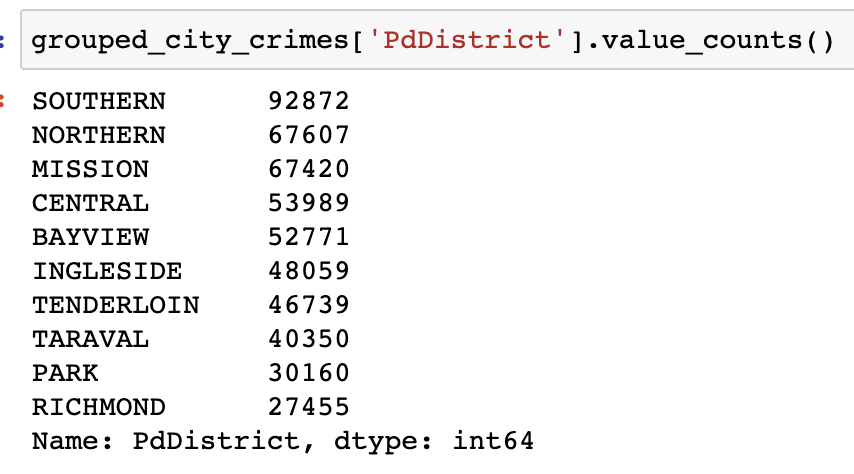 grouped_city_crimes['PdDistrict'].value_counts()
SOUTHERN 92872
NORTHERN 67607
MISSION 67420
CENTRAL 53989
BAYVIEW 52771
INGLESIDE 48059
TENDERLOIN 46739
TARAVAL 40350
PARK 30160
RICHMOND 27455
Name: PdDistrict, dtype: int64